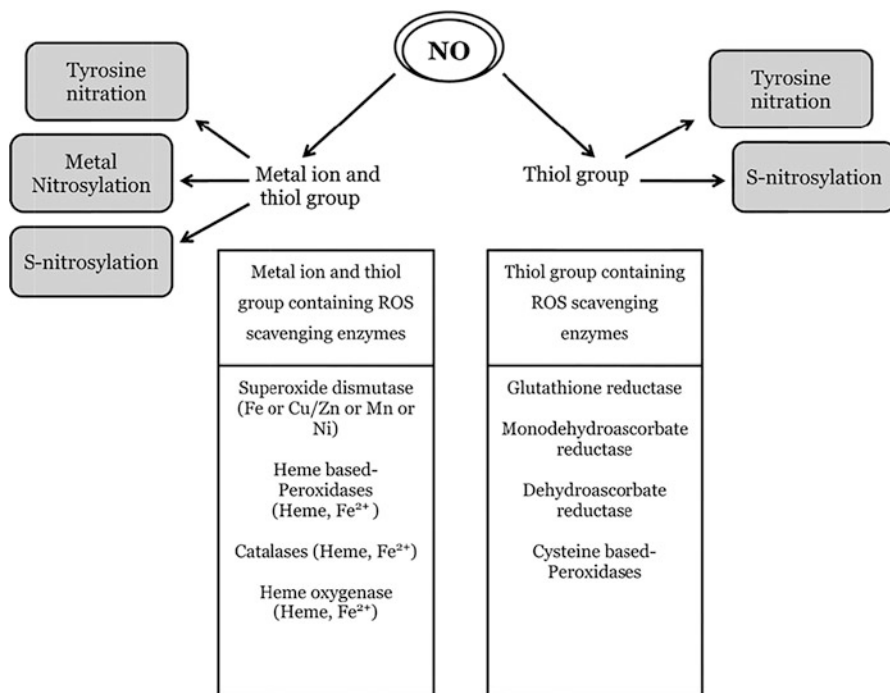 NO
Tyrosine
nitration
Metal
Nitrosylation
S-nitrosylation
Metal ion and
thiol group
Thiol group
Tyrosine
nitration
S-nitrosylation
Metal ion and thiol
group containing ROS
scavenging enzymes
Superoxide dismutase
(Fe or Cu/Zn or Mn or
Ni)
Heme based-
Peroxidases
(Heme, Fe²⁺ )
Catalases (Heme, Fe²⁺)
Heme oxygenase
(Heme, Fe²⁺)
Thiol group containing
ROS scavenging
enzymes
Glutathione reductase
Monodehydroascorbate
reductase
Dehydroascorbate
reductase
Cysteine based-
Peroxidases